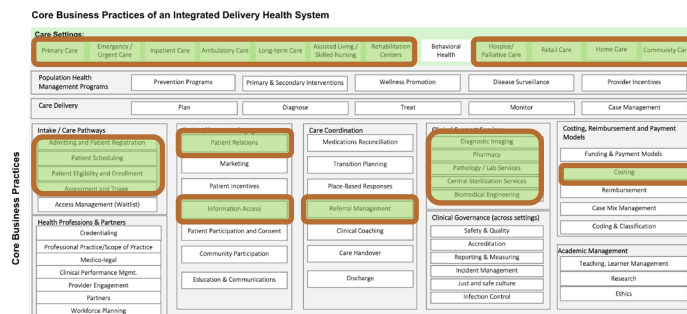 Core Business Practices of an Integrated Delivery Health System
Care Settings:
Primary Care
Emergency /
Urgent Care
Inpatient Care
Ambulatory Care
Long-term Care
Assisted Living /
Skilled Nursing
Rehabilitation
Centers
Behavioral
Health
Hospice/
Palliative Care
Retail Care
Home Care
Community Car
Population Health
Management Programs
Prevention Programs
Primary & Secondary Interventions
Wellness Promotion
Disease Surveillance
Provider Incentives
Care Delivery
Plan
Diagnose
Treat
Monitor
Case Management
Core Business Practices
Intake / Care Pathways
Admitting and Patient Registration
Patient Scheduling
Patient Eligibility and Enrollment
Assessment and Triage
Access Management (Waitlist)
Health Professions & Partners
Credentialing
Professional Practice/Scope of Practice
Medico-legal
Clinical Performance Mgmt.
Provider Engagement
Partners
Workforce Planning
Patient Relations
Marketing
Patient Incentives
Information Access
Patient Participation and Consent
Community Participation
Education & Communications
Care Coordination
Medications Reconciliation
Transition Planning
Place-Based Responses
Referral Management
Clinical Coaching
Care Handover
Discharge
Clinical Support Services
Diagnostic Imaging
Pharmacy
Pathology / Lab Services
Central Sterilization Services
Biomedical Engineering
Clinical Governance (across settings)
Safety & Quality
Accreditation
Reporting & Measuring
Incident Management
Just and safe culture
Infection Control
Costing, Reimbursement and Payment
Models
Funding & Payment Models
Costing
Reimbursement
Case Mix Management
Coding & Classification
Academic Management
Teaching, Learner Management
Research
Ethics